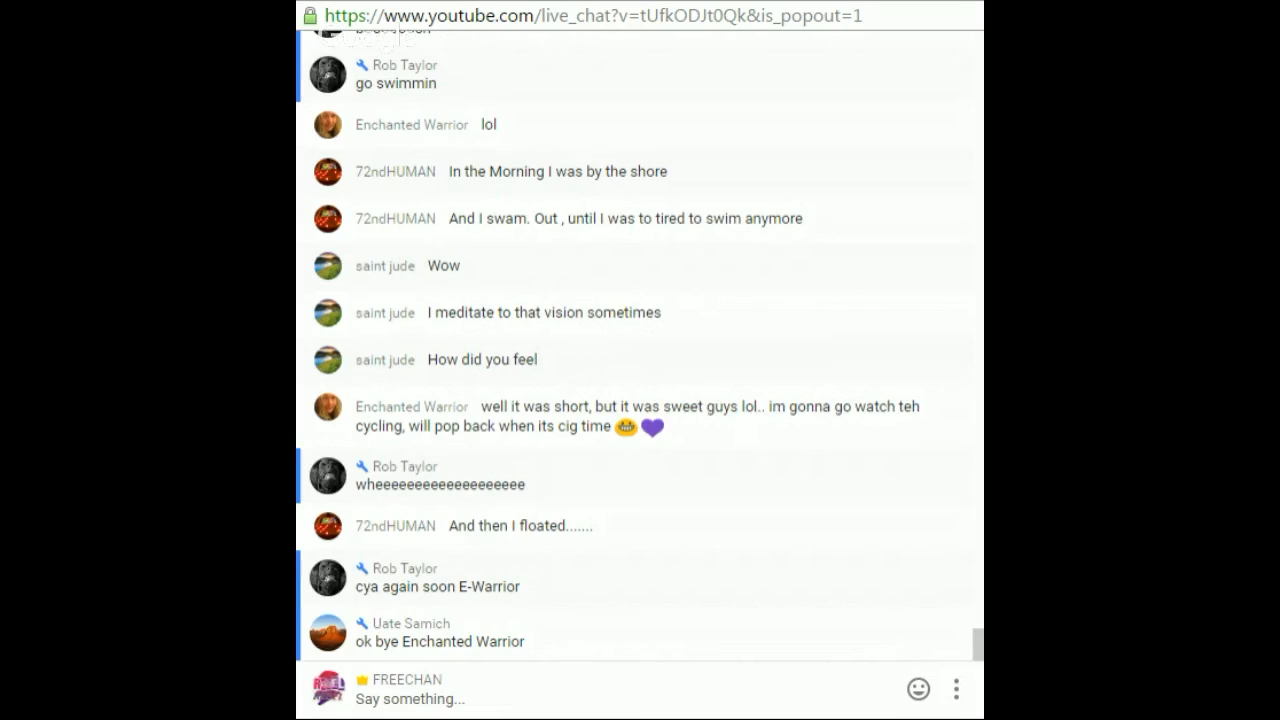 https://www.youtube.com/live_chat?v=tUfkODJt0Qk&is_popout=1
Rob Taylor
go swimmin
Enchanted Warrior lol
72ndHUMAN In the Morning I was by the shore
72ndHUMAN And I swam. Out , until I was to tired to swim anymore
saint jude Wow
saint jude I meditate to that vision sometimes
saint jude How did you feel
Enchanted Warrior well it was short, but it was sweet guys lol.. im gonna go watch teh
cycling, will pop back when its cig time 😂💜
Rob Taylor
wheeeeeeeeeeeeeeeeeee
72ndHUMAN And then I floated.......
Rob Taylor
cya again soon E-Warrior
Uate Samich
ok bye Enchanted Warrior
FREECHAN
Say something...